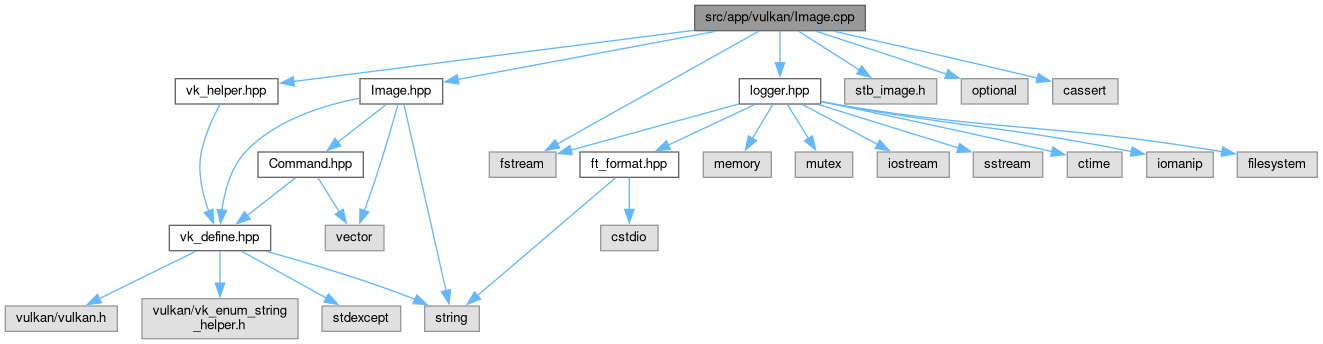 src/app/vulkan/Image.cpp
vk_helper.hpp
Image.hpp
logger.hpp
stb_image.h
optional
cassert
Command.hpp
fstream
ft_format.hpp
memory
mutex
iostream
sstream
ctime
iomanip
filesystem
vk_define.hpp
vector
cstdio
vulkan/vulkan.h
vulkan/vk_enum_string
_helper.h
stdexcept
string